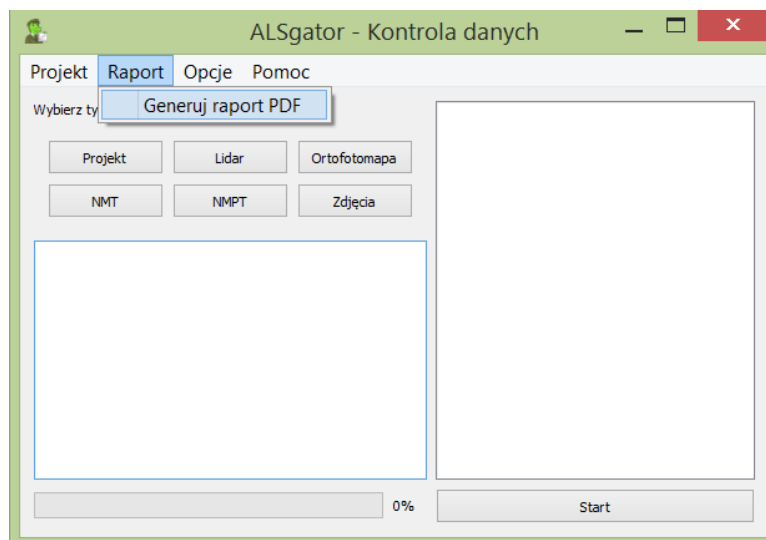 ALSgator - Kontrola danych
Projekt Raport Opcje Pomoc
Wybierz ty
Generuj raport PDF
Projekt Lidar Ortofotomapa
NMT NMPT Zdjęcia
0% Start